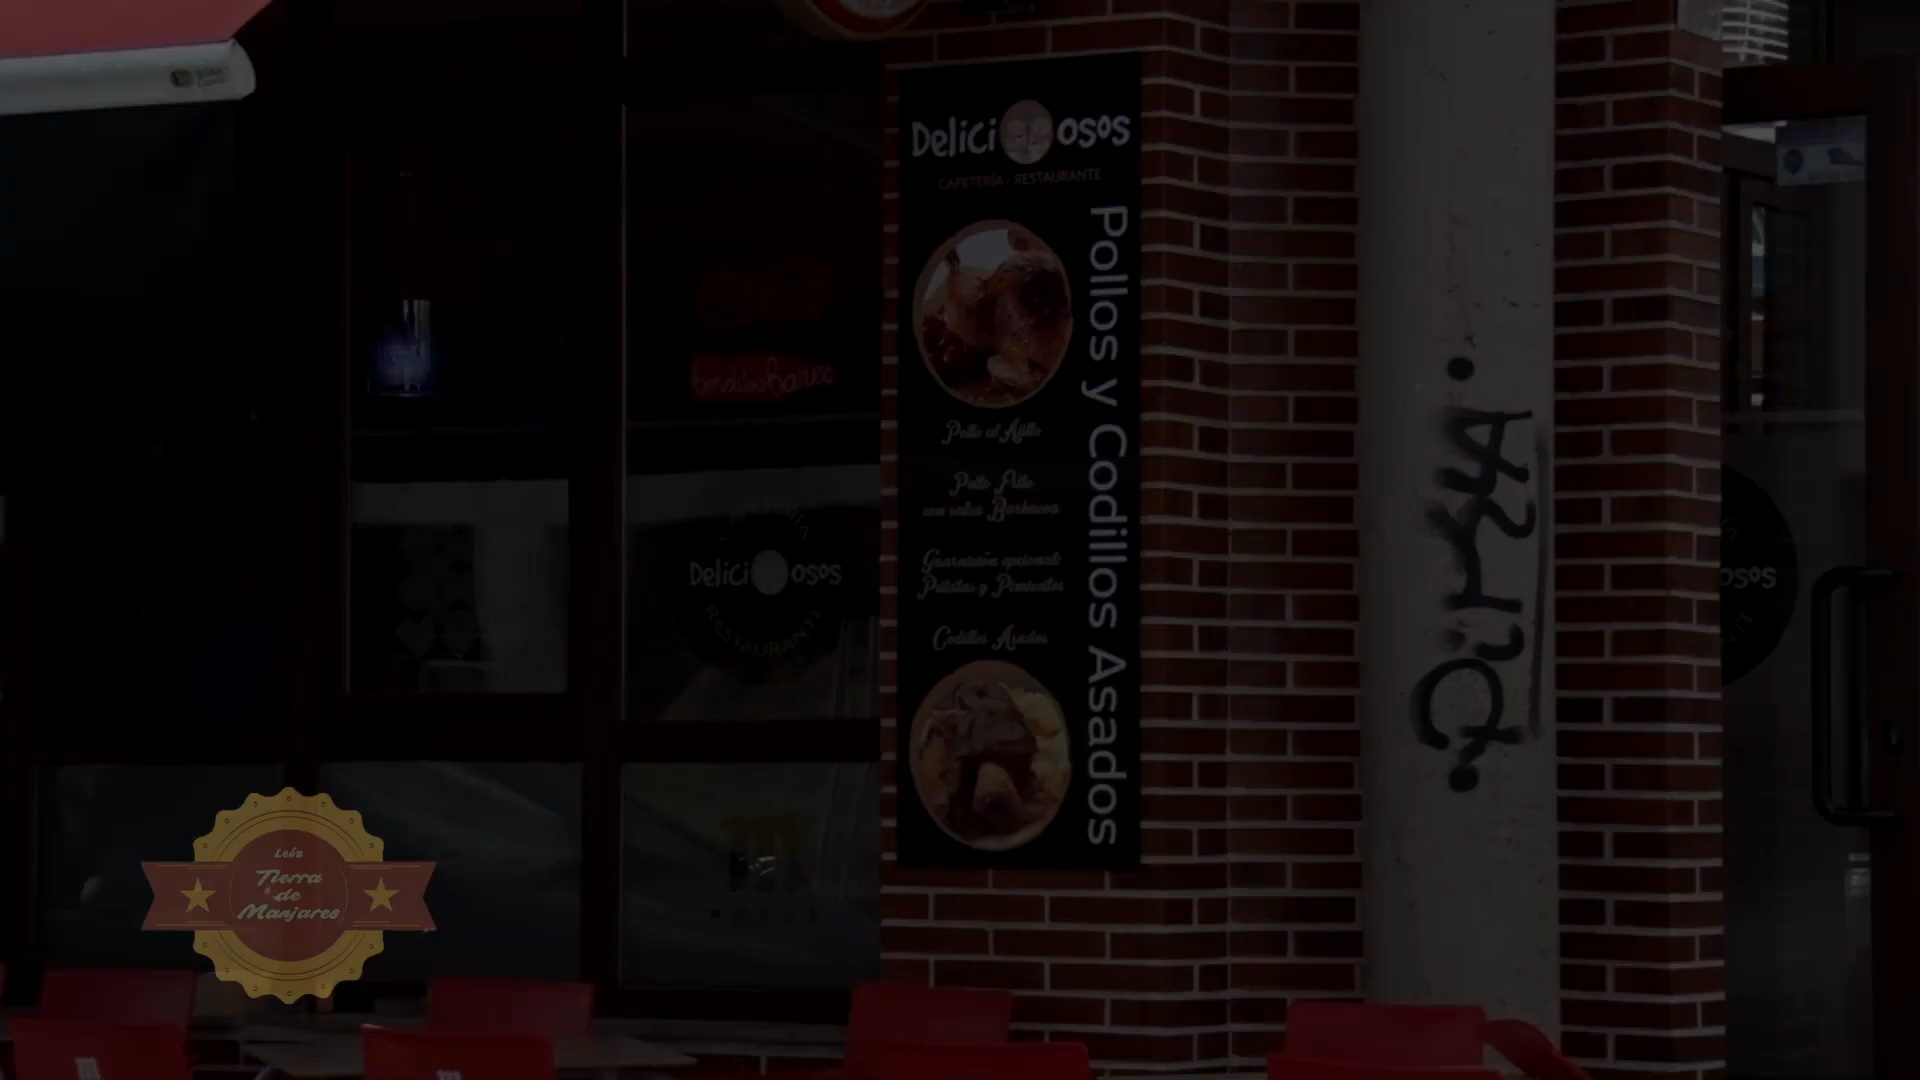 Delici osos
CAFETERÍA - RESTAURANTE
Pollos y Codillos Asados
Pollo al Ajillo
Pollo Frito
con salsa Barbacoa
Guarnición opcional:
Patatas y Pimientos
Codillos Asados
Delici osos
RESTAURANTE
osos
León
Tierra
de
Manjares